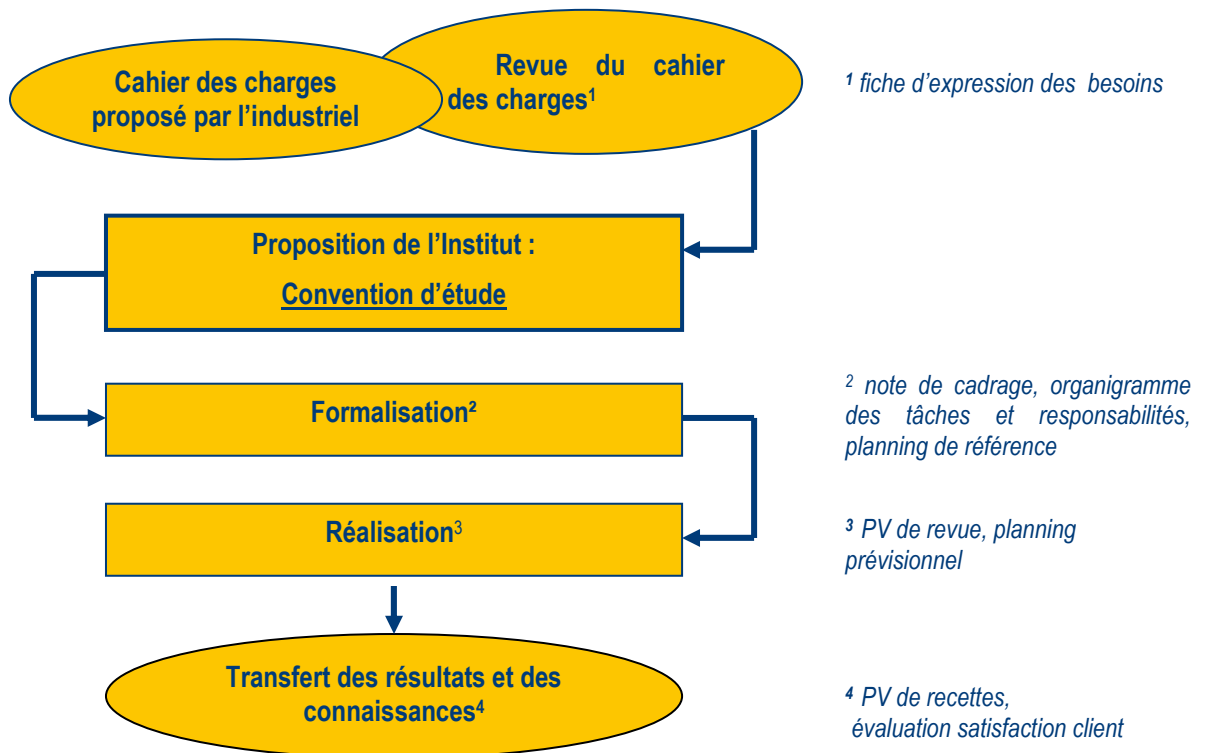 Cahier des charges
proposé par l’industriel
Revue du cahier
des charges¹
¹ fiche d’expression des besoins
Proposition de l’Institut :
Convention d’étude
Formalisation²
² note de cadrage, organigramme
des tâches et responsabilités,
planning de référence
Réalisation³
³ PV de revue, planning
prévisionnel
Transfert des résultats et des
connaissances⁴
⁴ PV de recettes,
évaluation satisfaction client